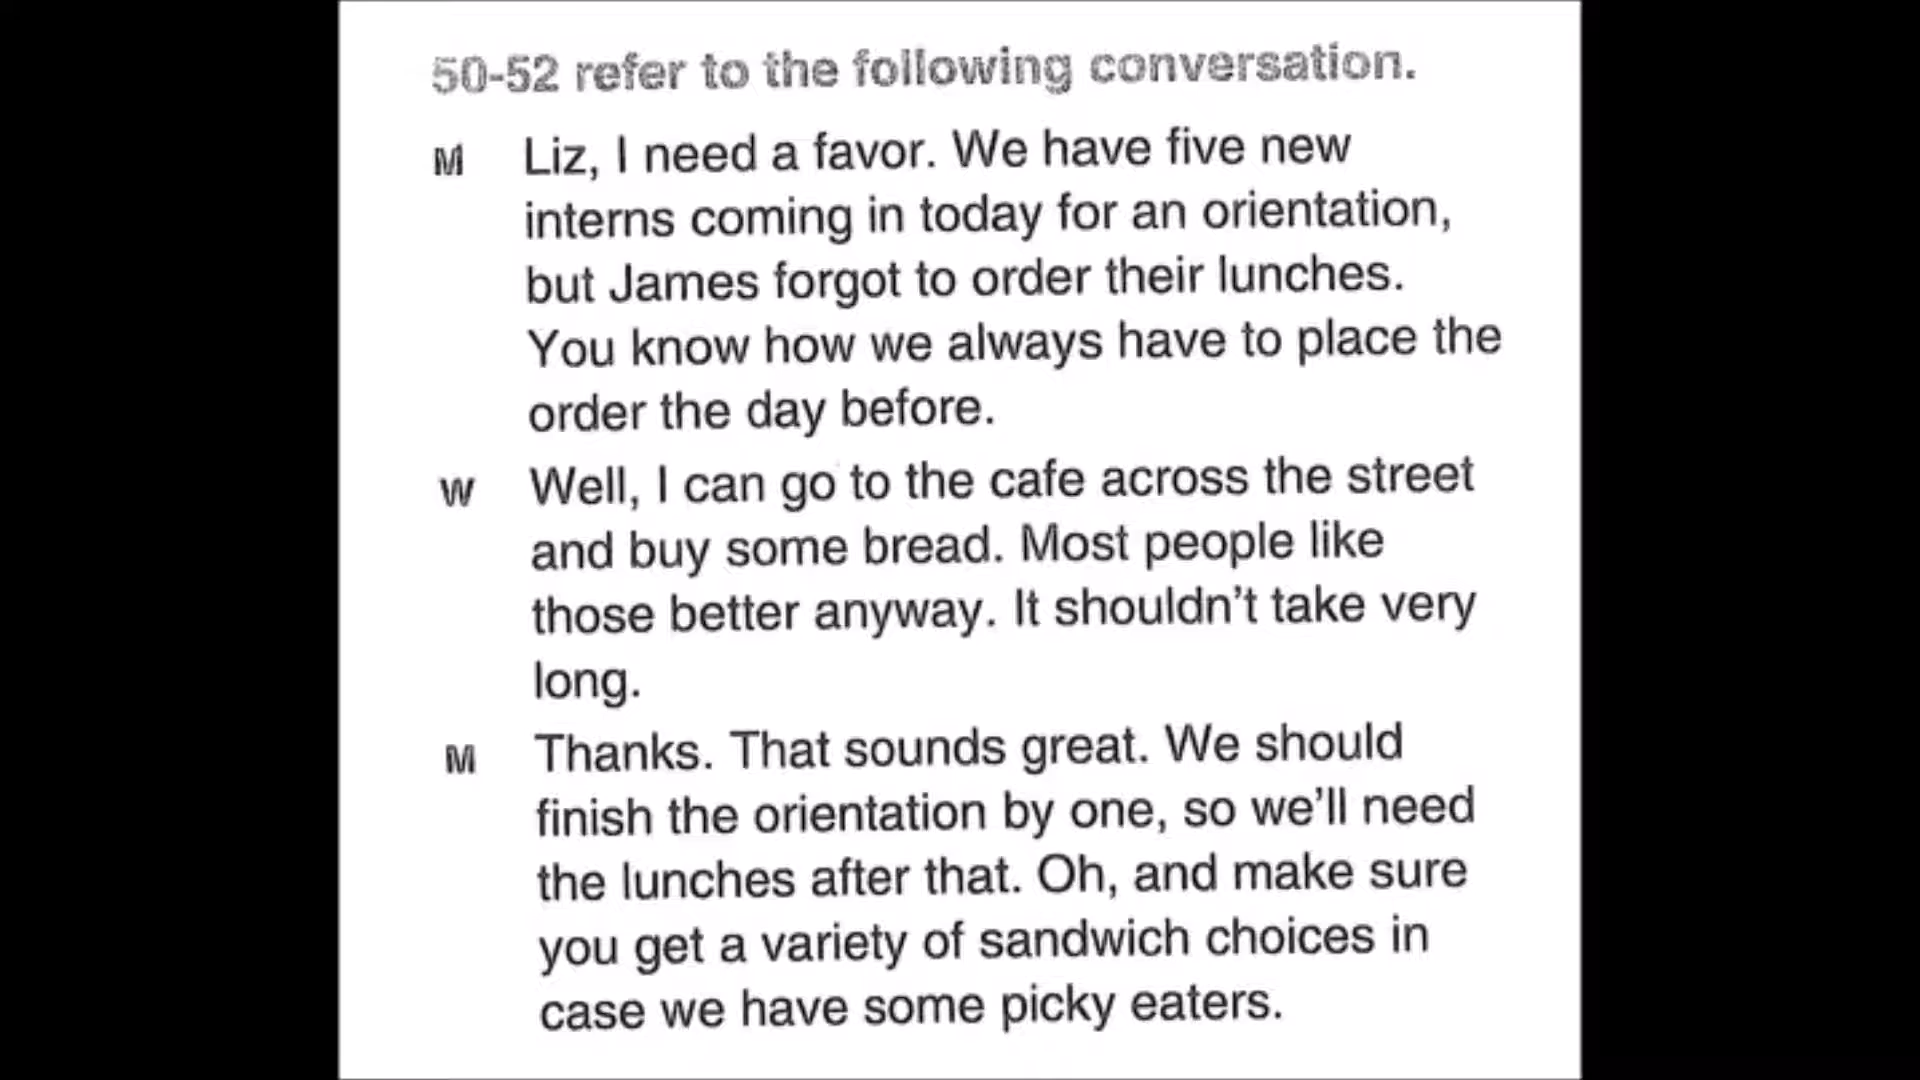 50-52 refer to the following conversation.
M Liz, I need a favor. We have five new
interns coming in today for an orientation,
but James forgot to order their lunches.
You know how we always have to place the
order the day before.
W Well, I can go to the cafe across the street
and buy some bread. Most people like
those better anyway. It shouldn't take very
long.
M Thanks. That sounds great. We should
finish the orientation by one, so we'll need
the lunches after that. Oh, and make sure
you get a variety of sandwich choices in
case we have some picky eaters.